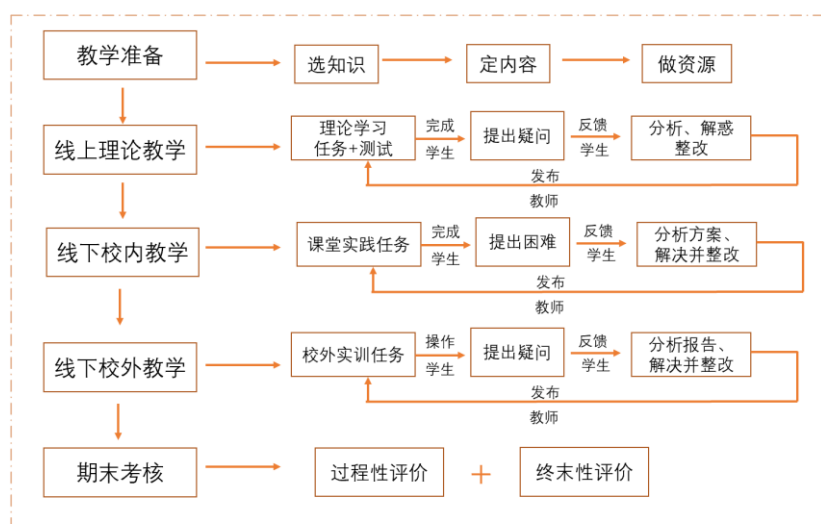 教学准备
选知识
定内容
做资源
线上理论教学
理论学习
任务+测试
完成
学生
提出疑问
反馈
学生
分析、解惑
整改
发布
教师
线下校内教学
课堂实践任务
完成
学生
提出困难
反馈
学生
分析方案、
解决并整改
发布
教师
线下校外教学
校外实训任务
操作
学生
提出疑问
反馈
学生
分析报告、
解决并整改
发布
教师
期末考核
过程性评价
+
终末性评价